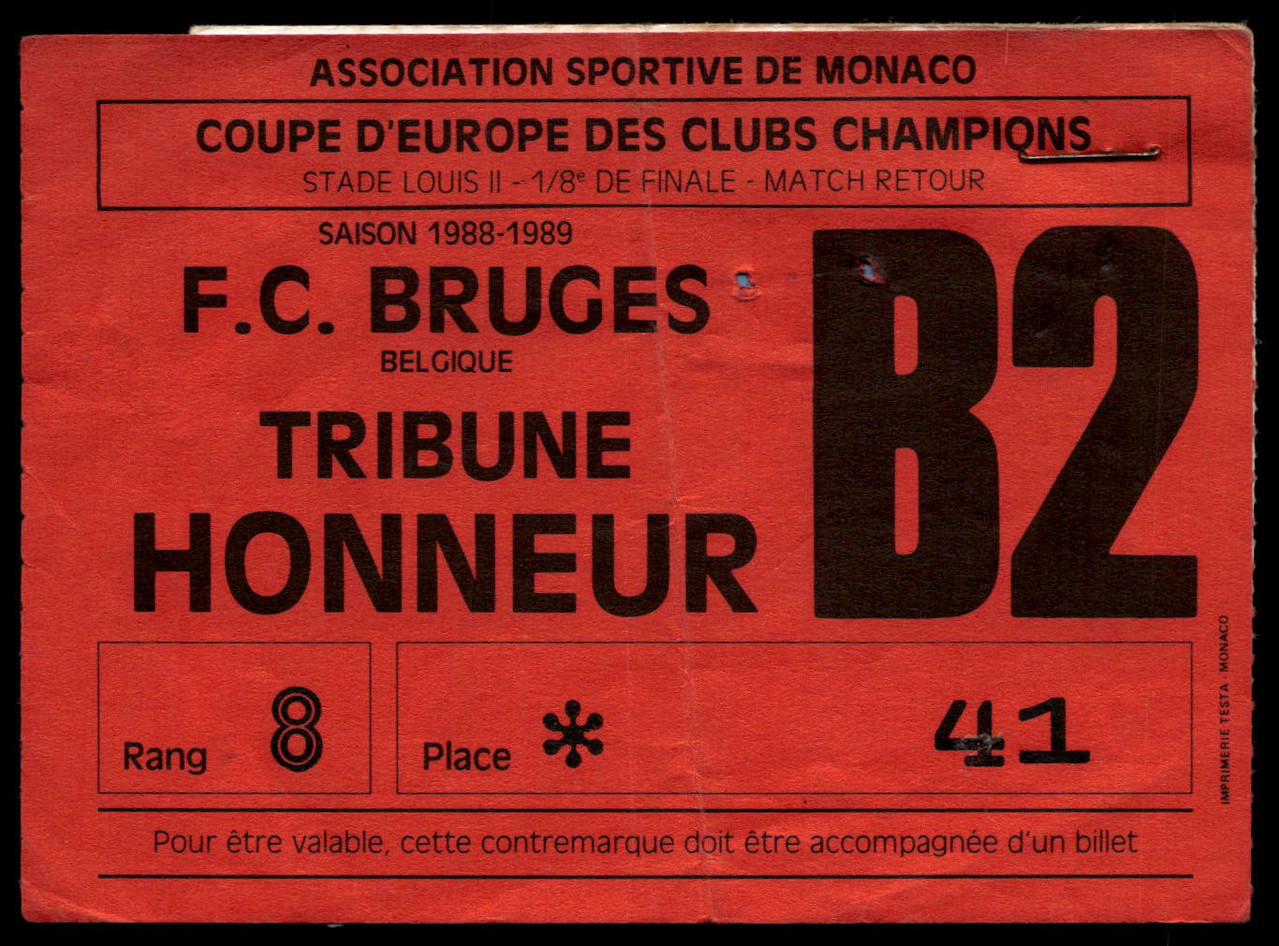 ASSOCIATION SPORTIVE DE MONACO
COUPE D'EUROPE DES CLUBS CHAMPIONS
STADE LOUIS II - 1/8e DE FINALE - MATCH RETOUR
SAISON 1988-1989
F.C. BRUGES
BELGIQUE
TRIBUNE
HONNEUR
B2
Rang 8
Place * 41
Pour être valable, cette contremarque doit être accompagnée d'un billet
IMPRIMERIE TESTA - MONACO